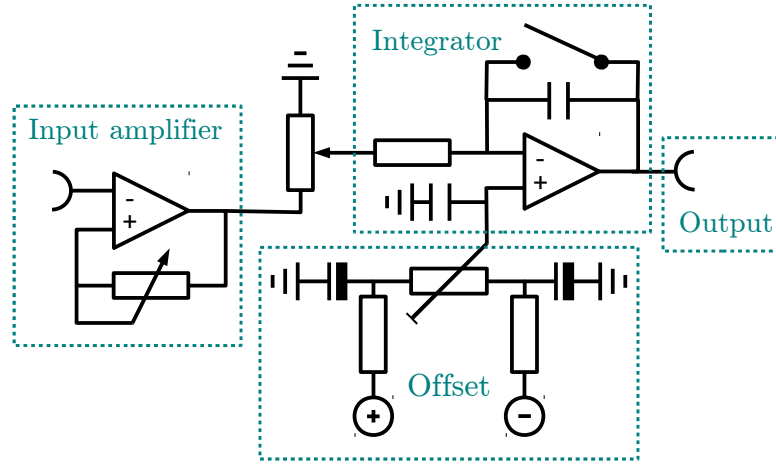 Integrator
Input amplifier
-
+
-
+
Output
Offset
+
-